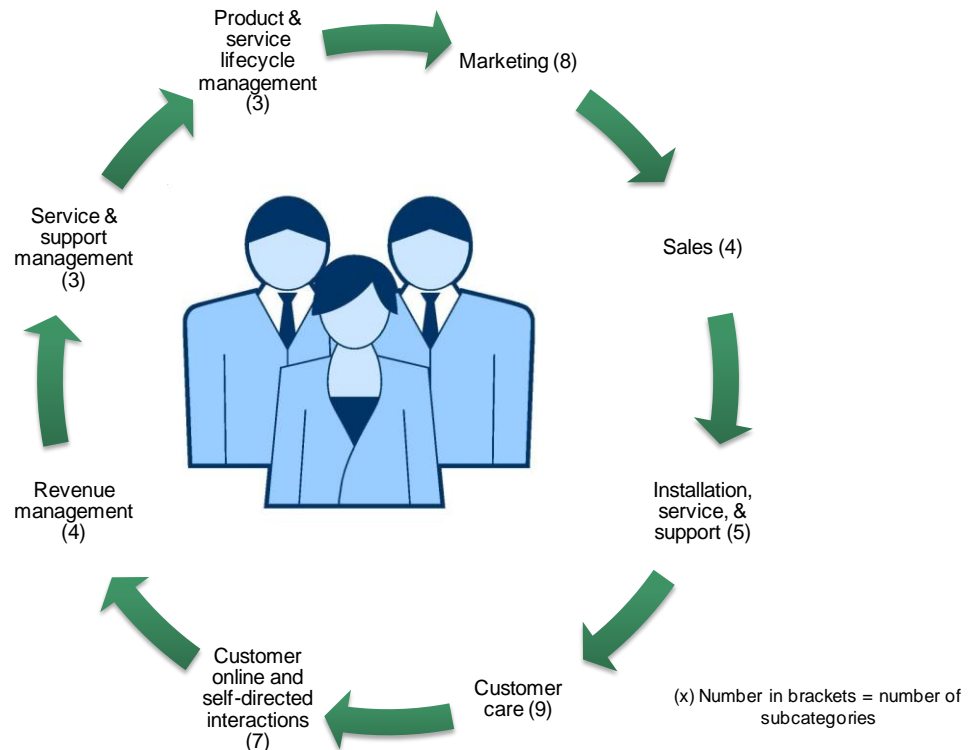 Product &
service
lifecycle
management
(3)
Marketing (8)
Sales (4)
Installation,
service, &
support (5)
Customer
care (9)
Customer
online and
self-directed
interactions
(7)
Revenue
management
(4)
Service &
support
management
(3)
(x) Number in brackets = number of
subcategories